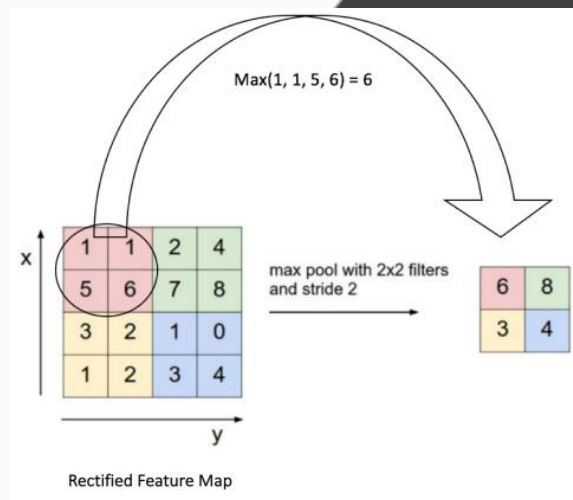 Max(1, 1, 5, 6) = 6
x
1 1 2 4
5 6 7 8
3 2 1 0
1 2 3 4
y
max pool with 2x2 filters
and stride 2
6 8
3 4
Rectified Feature Map